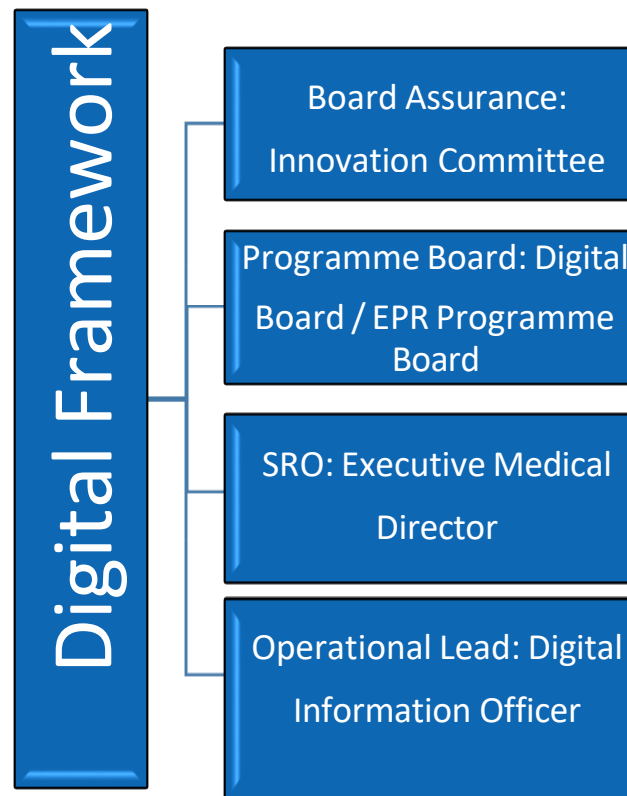 Digital Framework
Board Assurance:
Innovation Committee
Programme Board: Digital
Board / EPR Programme
Board
SRO: Executive Medical
Director
Operational Lead: Digital
Information Officer